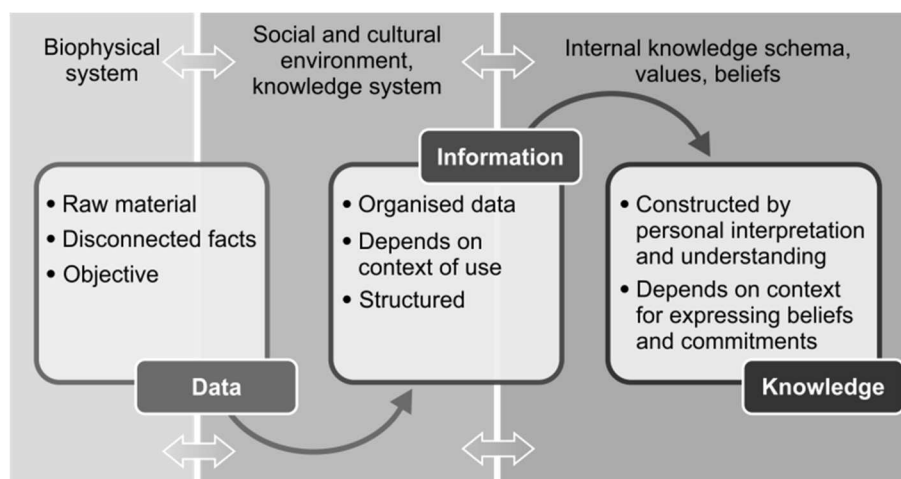 Biophysical
system
Social and cultural
environment,
knowledge system
Internal knowledge schema,
values, beliefs
• Raw material
• Disconnected facts
• Objective
Data
Information
• Organised data
• Depends on
context of use
• Structured
• Constructed by
personal interpretation
and understanding
• Depends on context
for expressing beliefs
and commitments
Knowledge